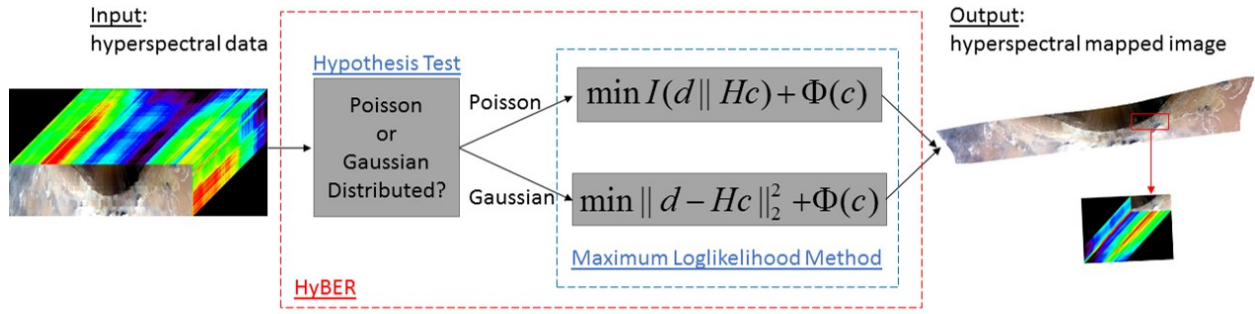 Input:
hyperspectral data
Hypothesis Test
Poisson
or
Gaussian
Distributed?
Poisson
Gaussian
min I(d || Hc) + Φ(c)
min || d − Hc ||₂² + Φ(c)
Maximum Loglikelihood Method
HyBER
Output:
hyperspectral mapped image